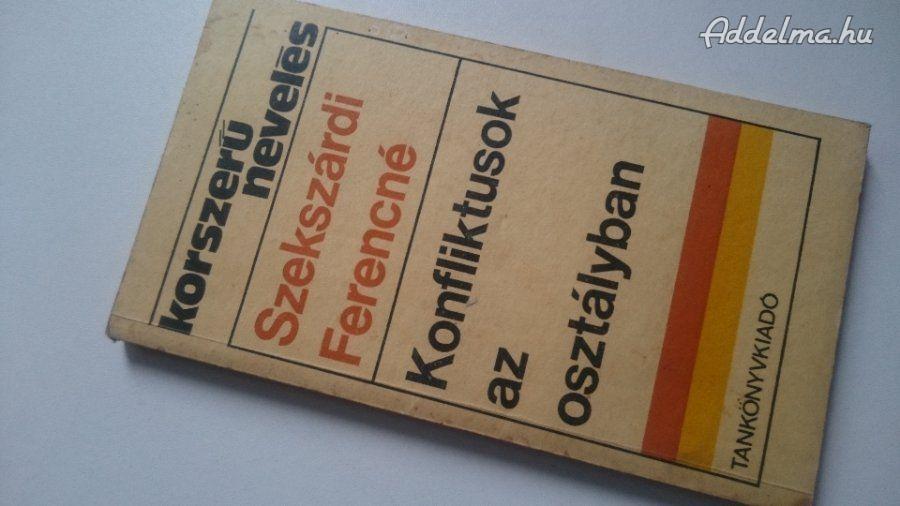 Addelma.hu
korszerű
nevelés
Szekszárdi
Ferencné
Konfliktusok
az
osztályban
TANKÖNYVKIADÓ